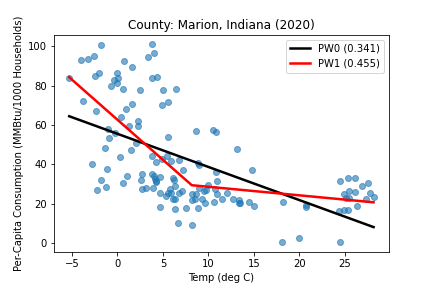 County: Marion, Indiana (2020)
Per-Capita Consumption (MMBtu/1000 Households)
100
80
60
40
20
0
PW0 (0.341)
PW1 (0.455)
−5 0 5 10 15 20 25
Temp (deg C)